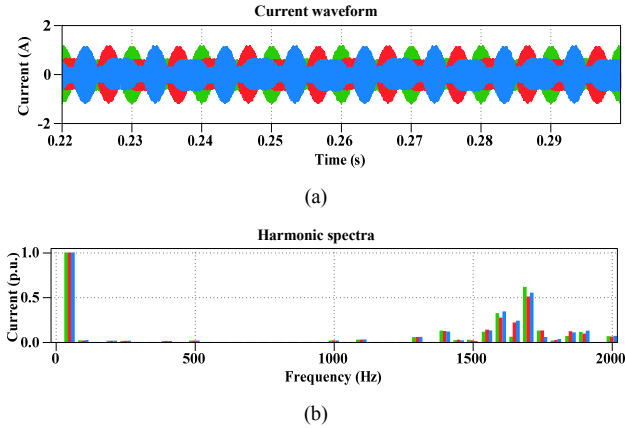 Current waveform
2
0
-2
Current (A)
0.22 0.23 0.24 0.25 0.26 0.27 0.28 0.29
Time (s)
(a)
Harmonic spectra
1.0
0.5
0.0
Current (p.u.)
0 500 1000 1500 2000
Frequency (Hz)
(b)